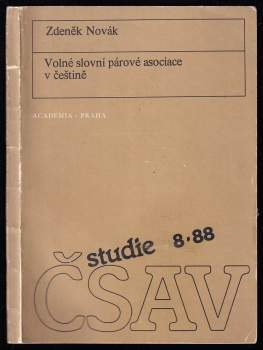 Zdeněk Novák
Volné slovní párové asociace
v češtině
ACADEMIA - PRAHA
studie 8·88
ČSAV